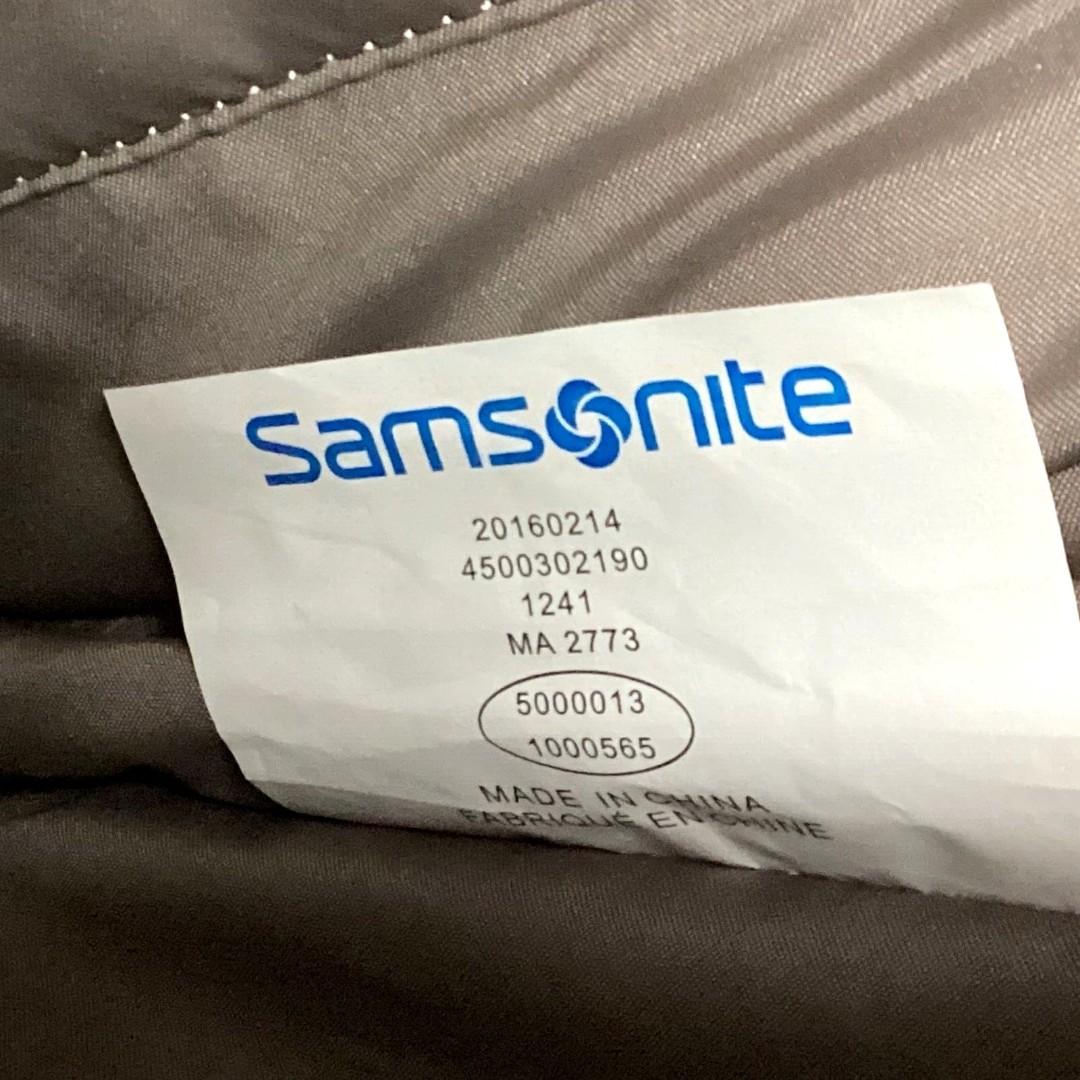 Samsonite
20160214
4500302190
1241
MA 2773
5000013
1000565
MADE IN CHINA
FABRIQUÉ EN CHINE